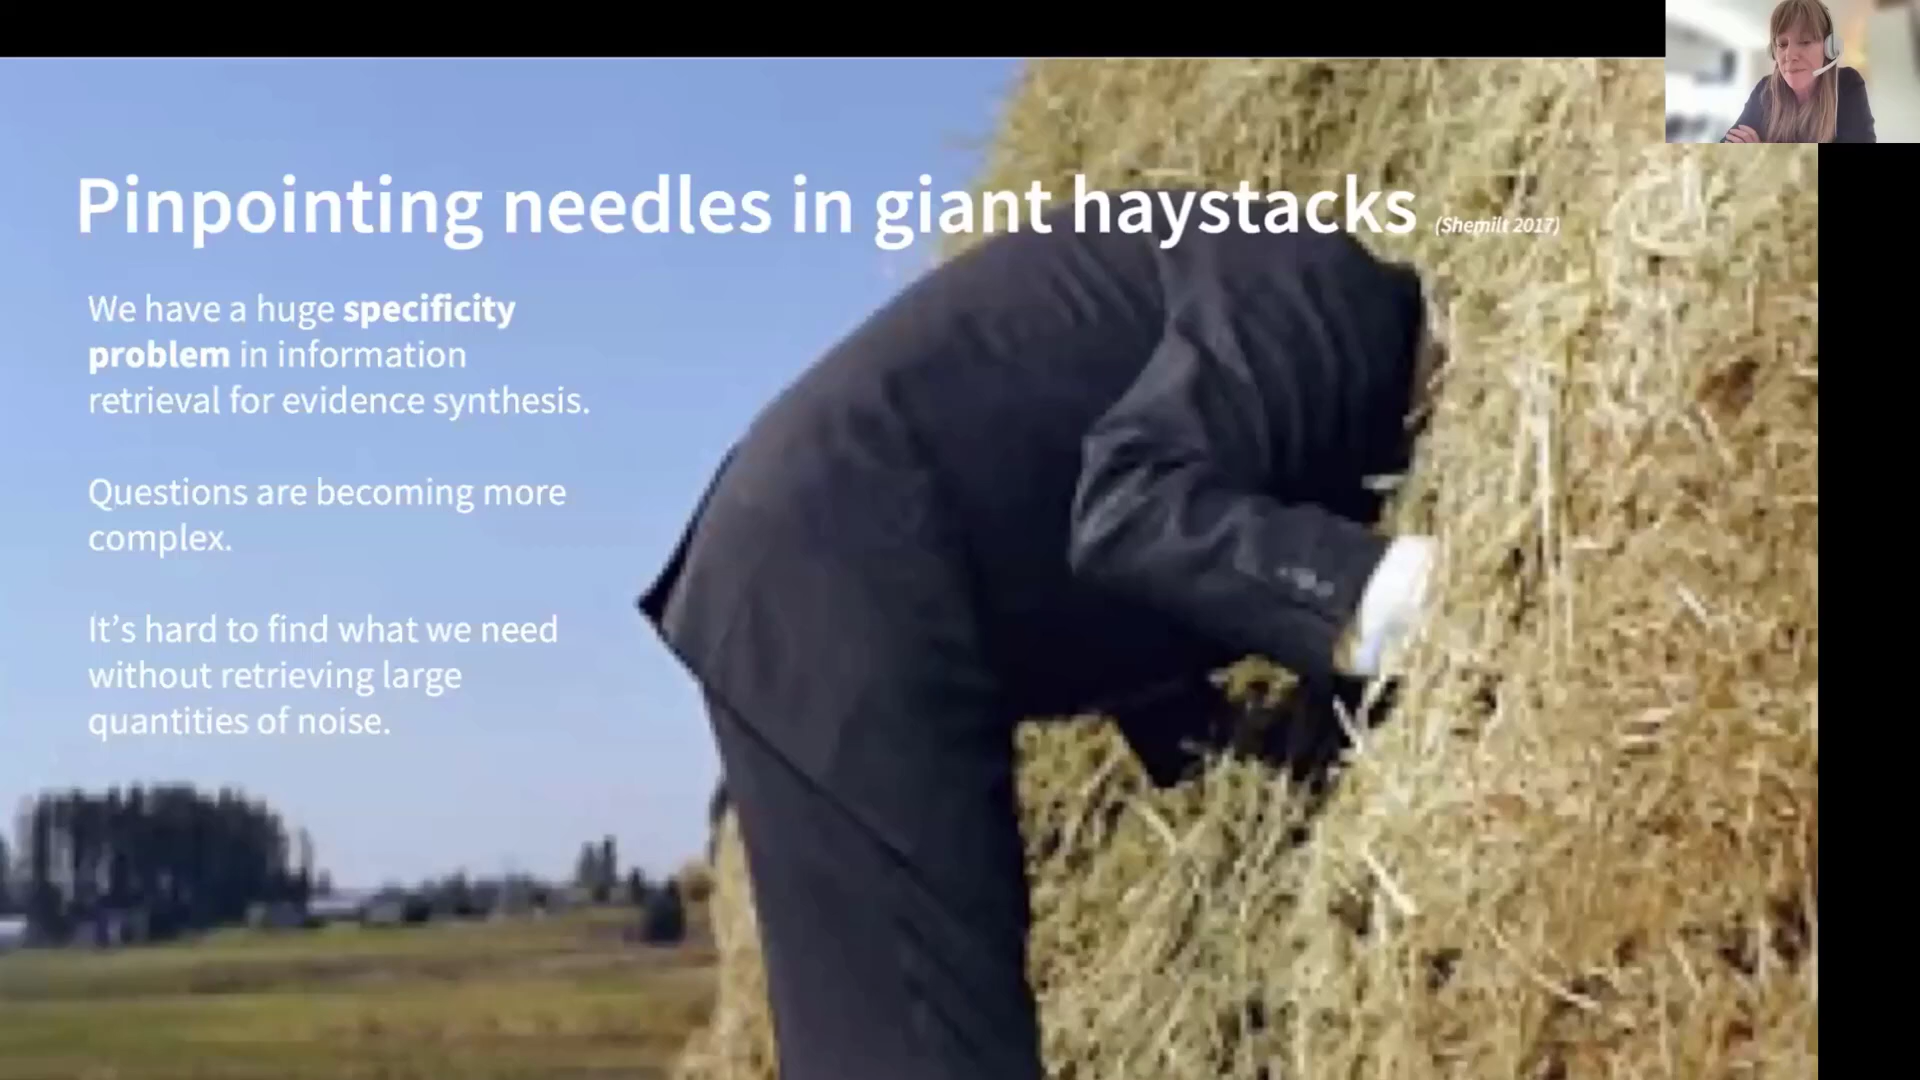 Pinpointing needles in giant haystacks (Shemilt 2017)
We have a huge specificity
problem in information
retrieval for evidence synthesis.
Questions are becoming more
complex.
It’s hard to find what we need
without retrieving large
quantities of noise.